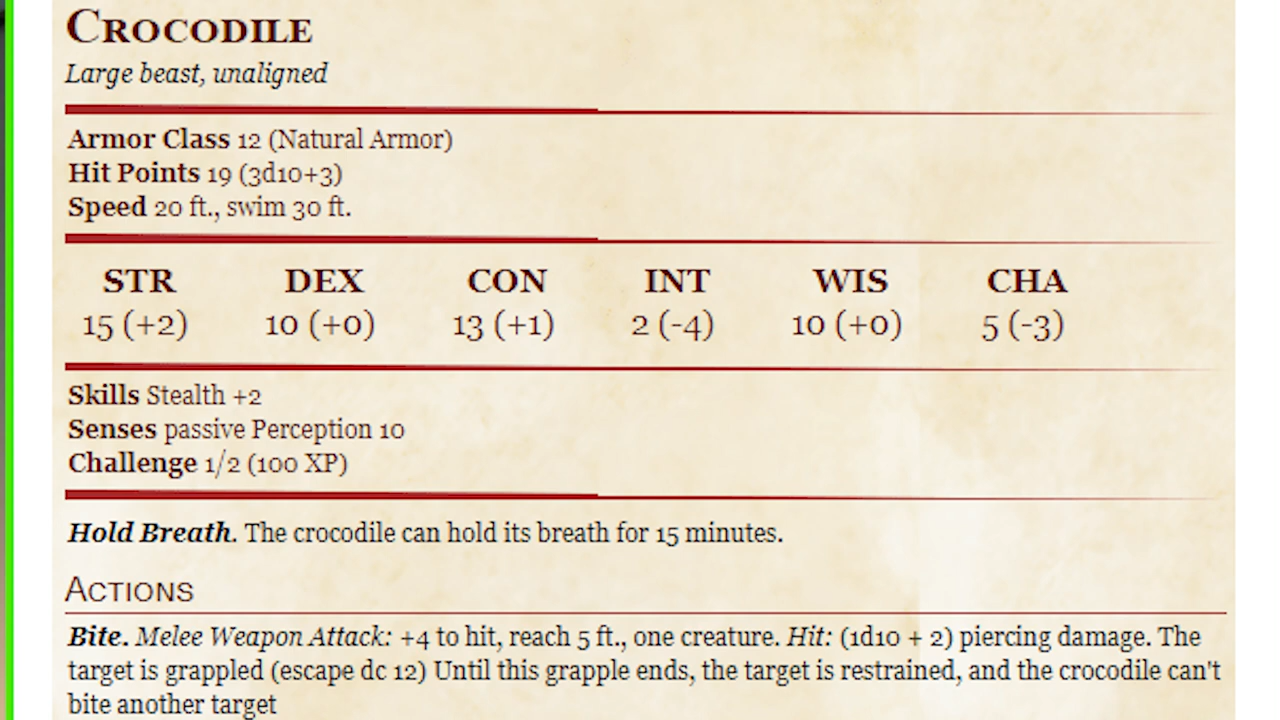 CROCODILE
Large beast, unaligned
Armor Class 12 (Natural Armor)
Hit Points 19 (3d10+3)
Speed 20 ft., swim 30 ft.
STR DEX CON INT WIS CHA
15 (+2) 10 (+0) 13 (+1) 2 (-4) 10 (+0) 5 (-3)
Skills Stealth +2
Senses passive Perception 10
Challenge 1/2 (100 XP)
Hold Breath. The crocodile can hold its breath for 15 minutes.
ACTIONS
Bite. Melee Weapon Attack: +4 to hit, reach 5 ft., one creature. Hit: (1d10 + 2) piercing damage. The
target is grappled (escape dc 12) Until this grapple ends, the target is restrained, and the crocodile can't
bite another target